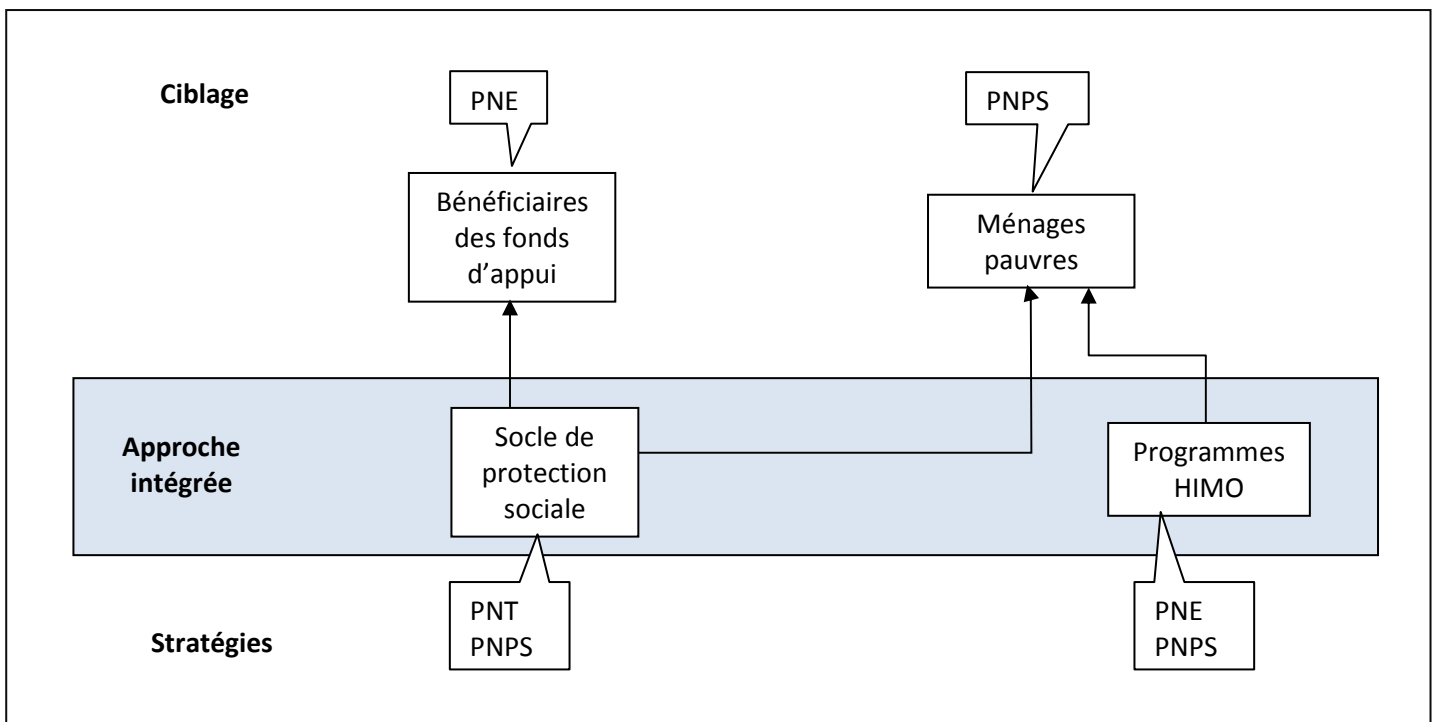 Ciblage
PNE
PNPS
Bénéficiaires
des fonds
d’appui
Ménages
pauvres
Approche
intégrée
Socle de
protection
sociale
Programmes
HIMO
Stratégies
PNT
PNPS
PNE
PNPS